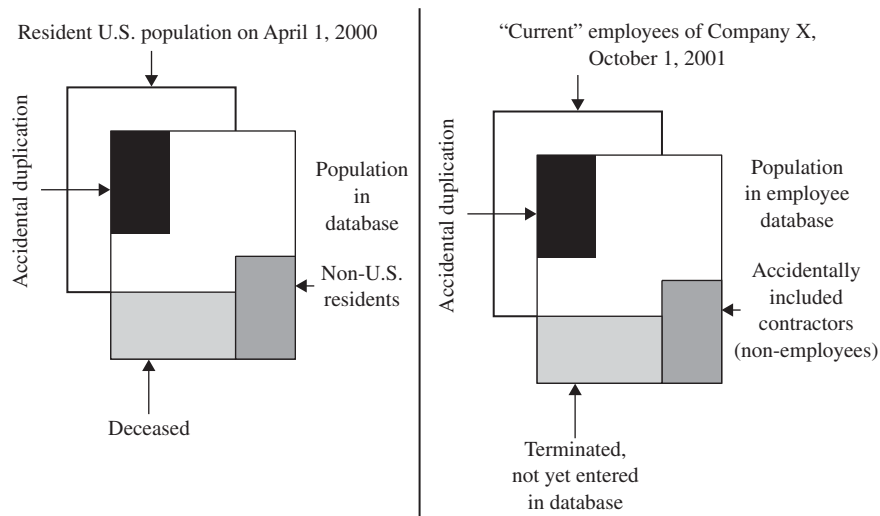 Resident U.S. population on April 1, 2000
Accidental duplication
Population
in
database
Non-U.S.
residents
Deceased
“Current” employees of Company X,
October 1, 2001
Accidental duplication
Population
in employee
database
Accidentally
included
contractors
(non-employees)
Terminated,
not yet entered
in database